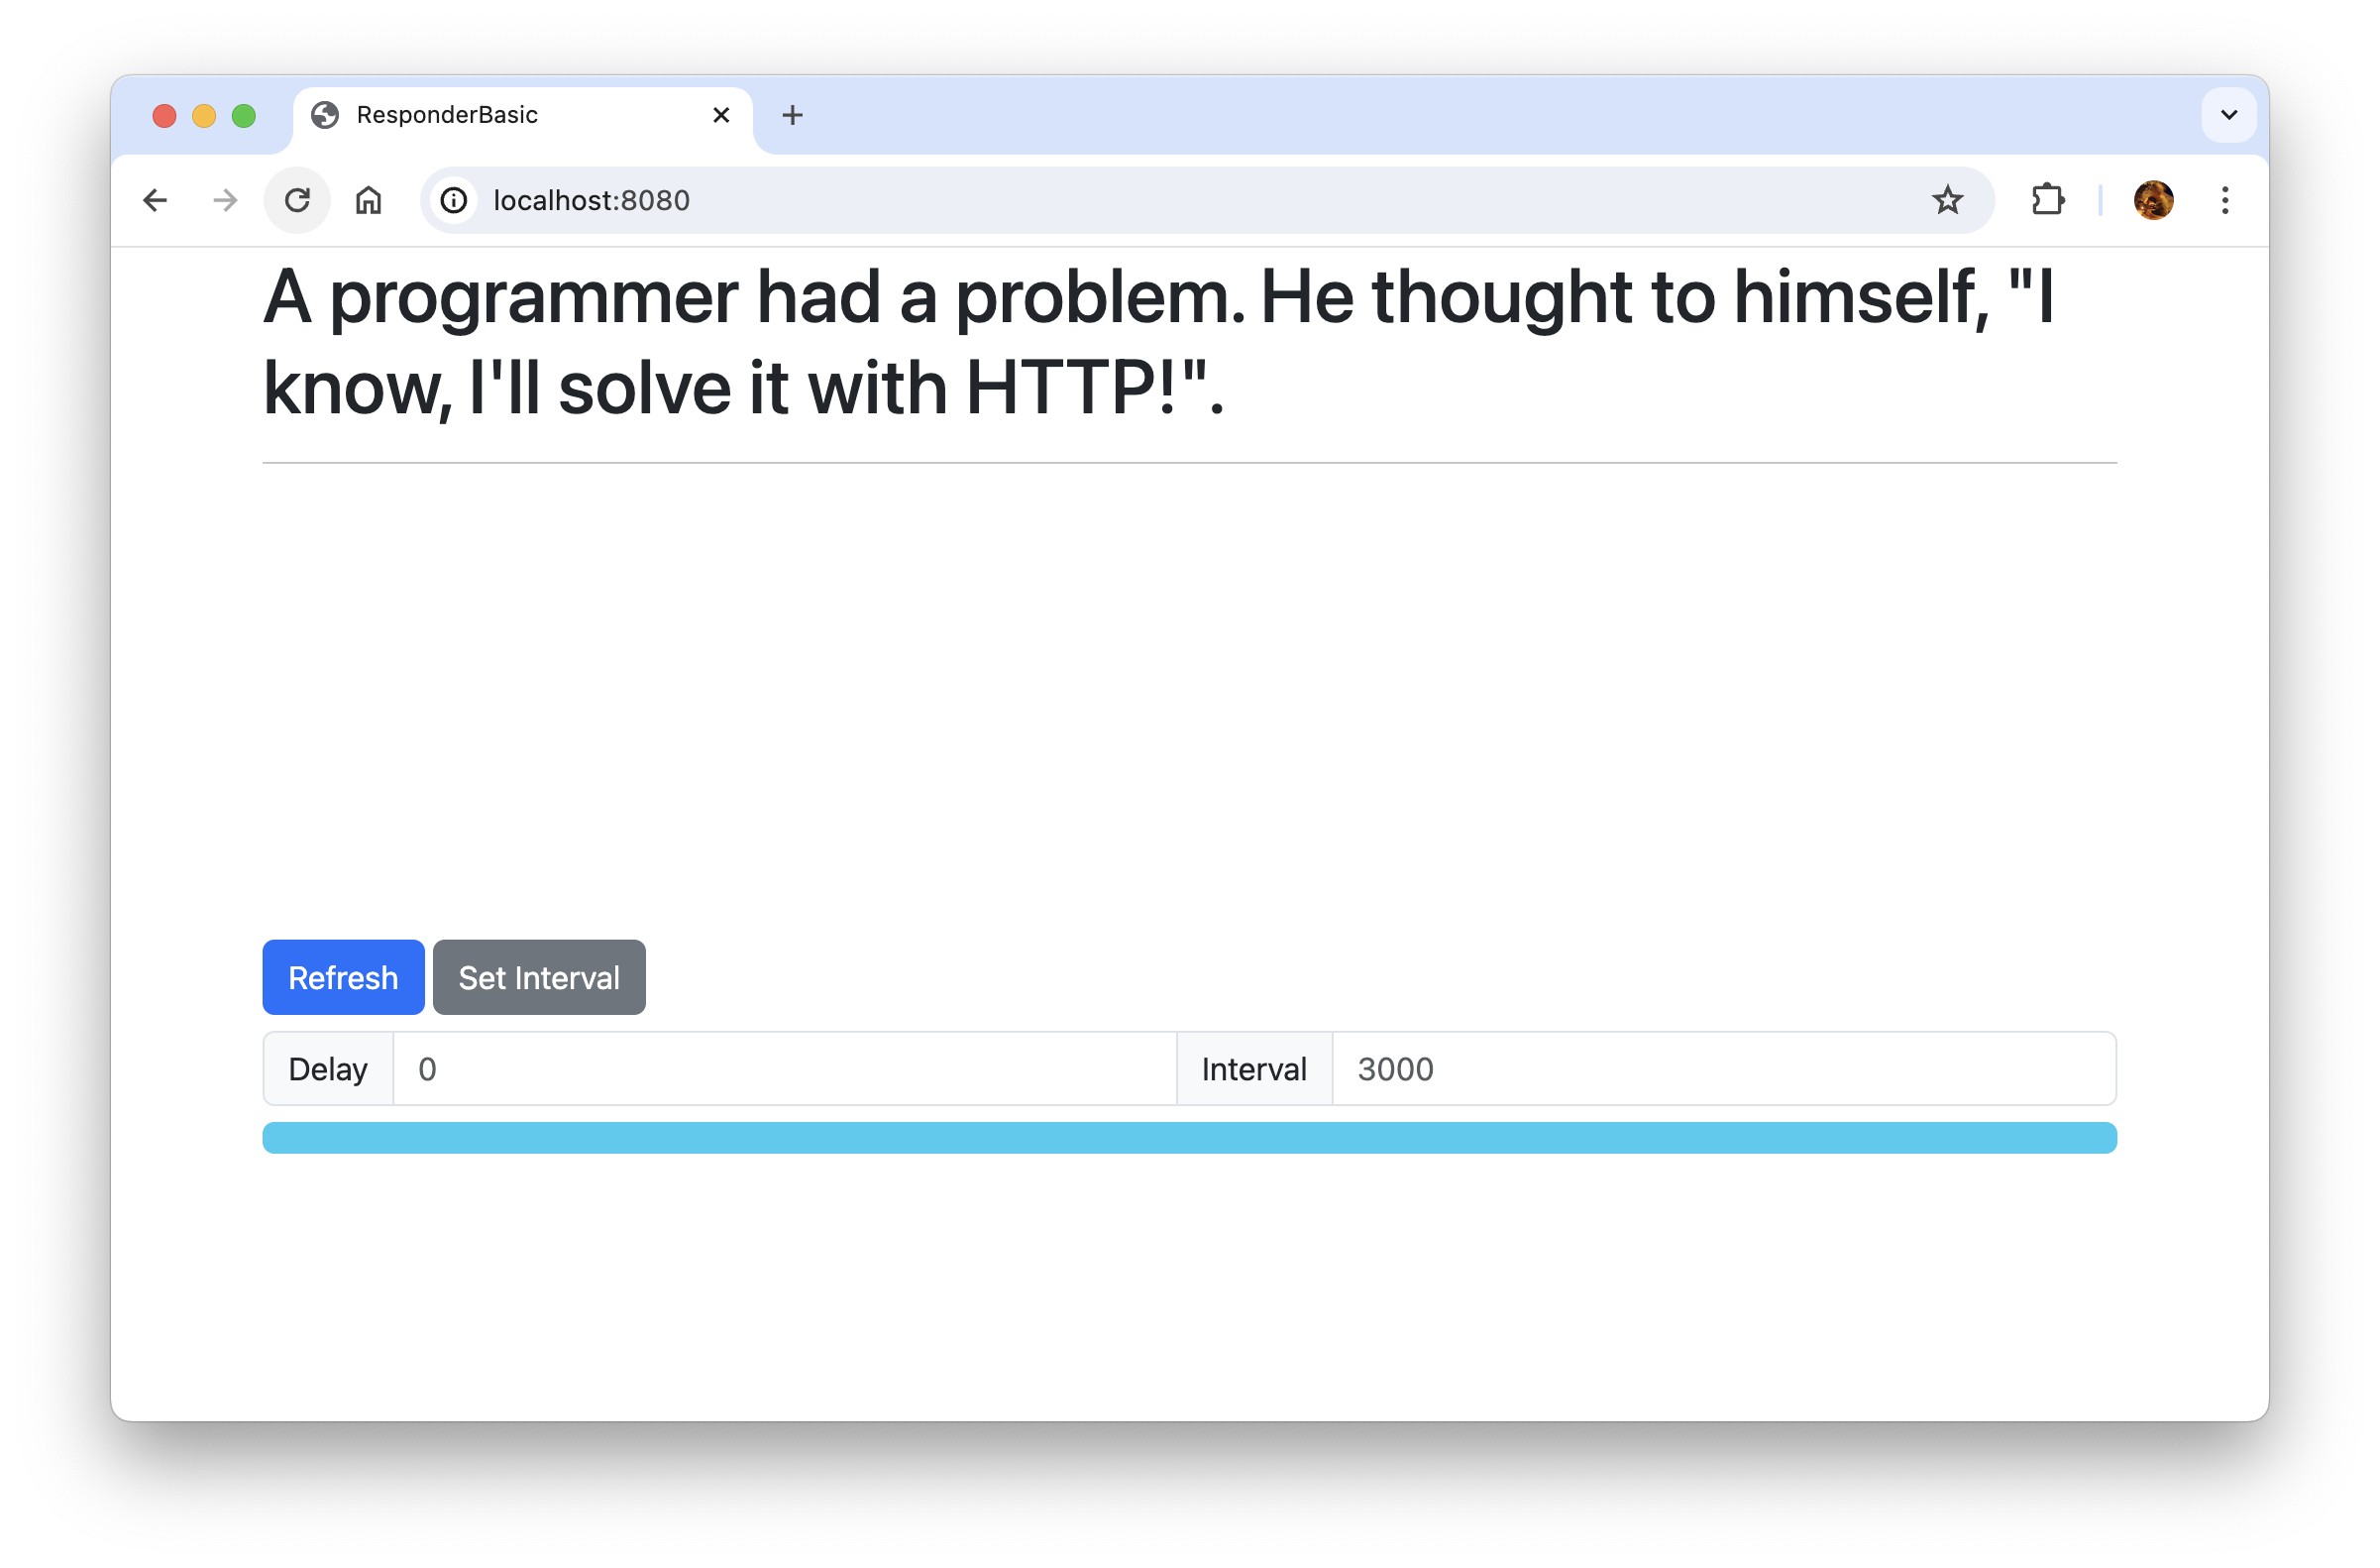 ResponderBasic
localhost:8080
A programmer had a problem. He thought to himself, "I
know, I'll solve it with HTTP!".
Refresh Set Interval
Delay 0 Interval 3000